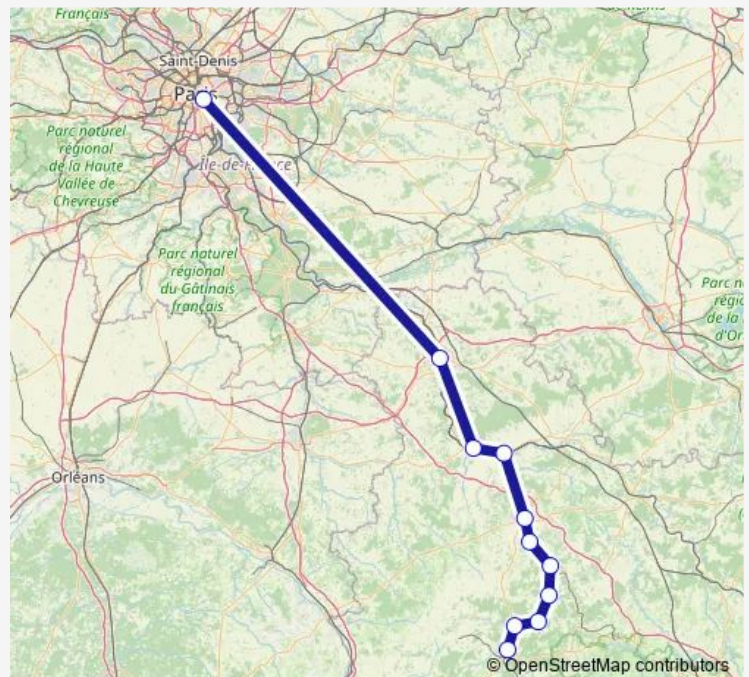 Français
Saint-Denis
Paris
Parc naturel
régional
de la Haute
Vallée de
Chevreuse
Île-de-France
Parc naturel
régional
du Gâtinais
français
Parc n
régio
de la
d'Or
Orléans
© OpenStreetMap contributors